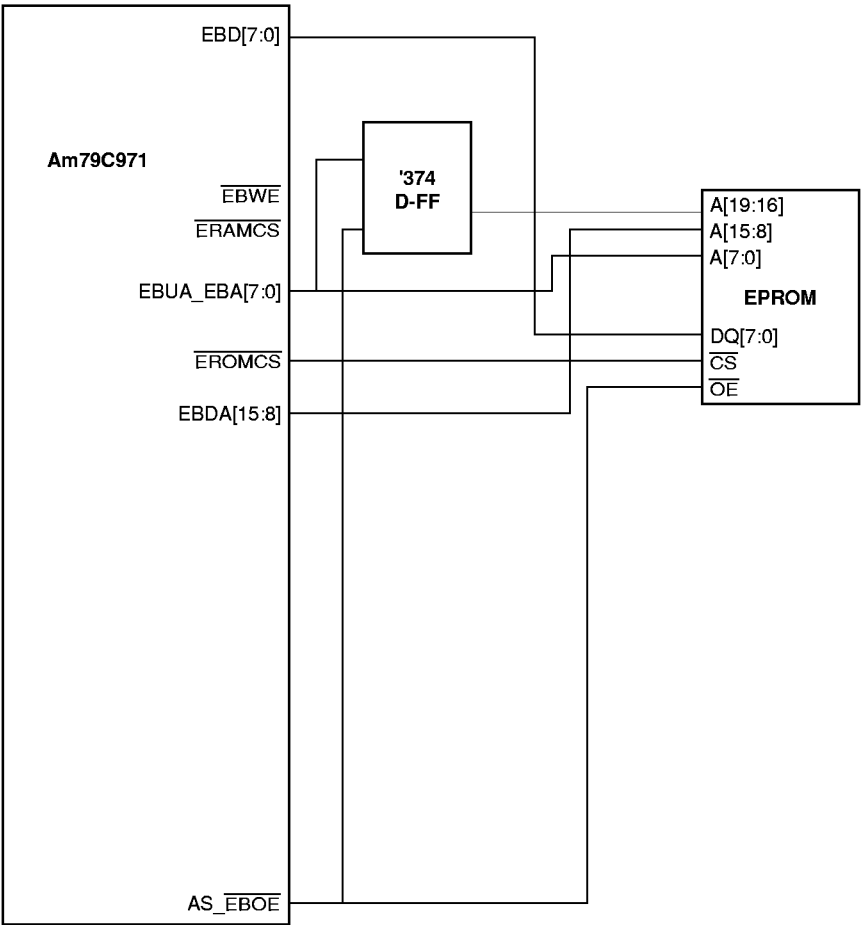 EBD[7:0]
Am79C971
'374
D-FF
EBWE
ERAMCS
A[19:16]
A[15:8]
A[7:0]
EBUA_EBA[7:0]
EPROM
DQ[7:0]
EROMCS
CS
OE
EBDA[15:8]
AS_EBOE